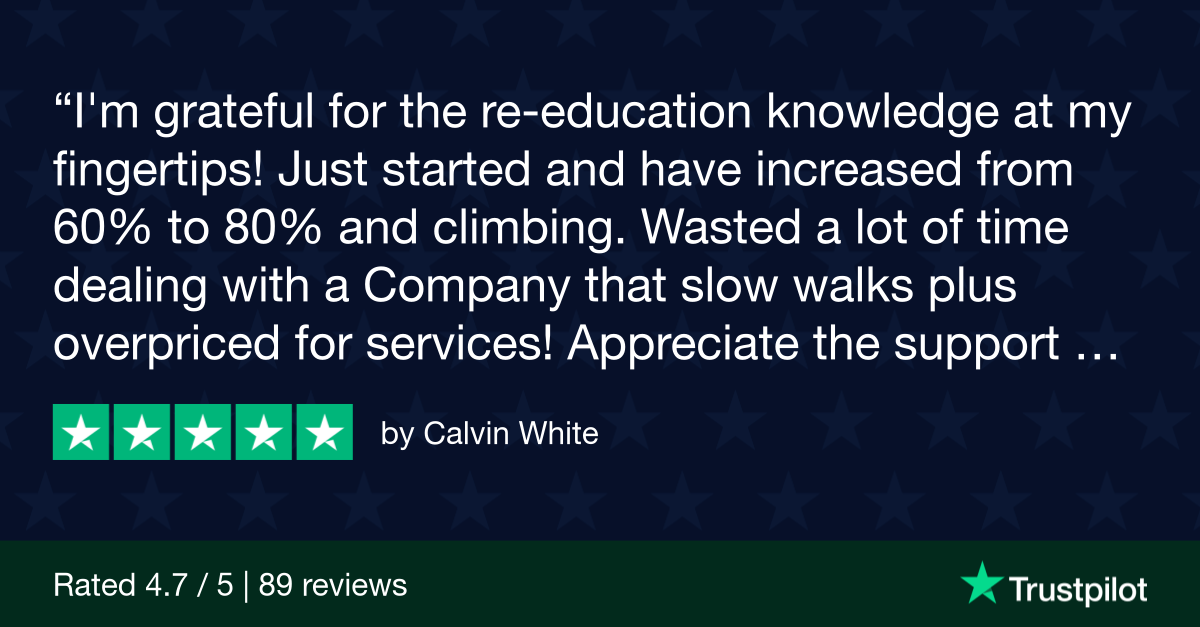 “I'm grateful for the re-education knowledge at my
fingertips! Just started and have increased from
60% to 80% and climbing. Wasted a lot of time
dealing with a Company that slow walks plus
overpriced for services! Appreciate the support …
by Calvin White
Rated 4.7 / 5 | 89 reviews
Trustpilot